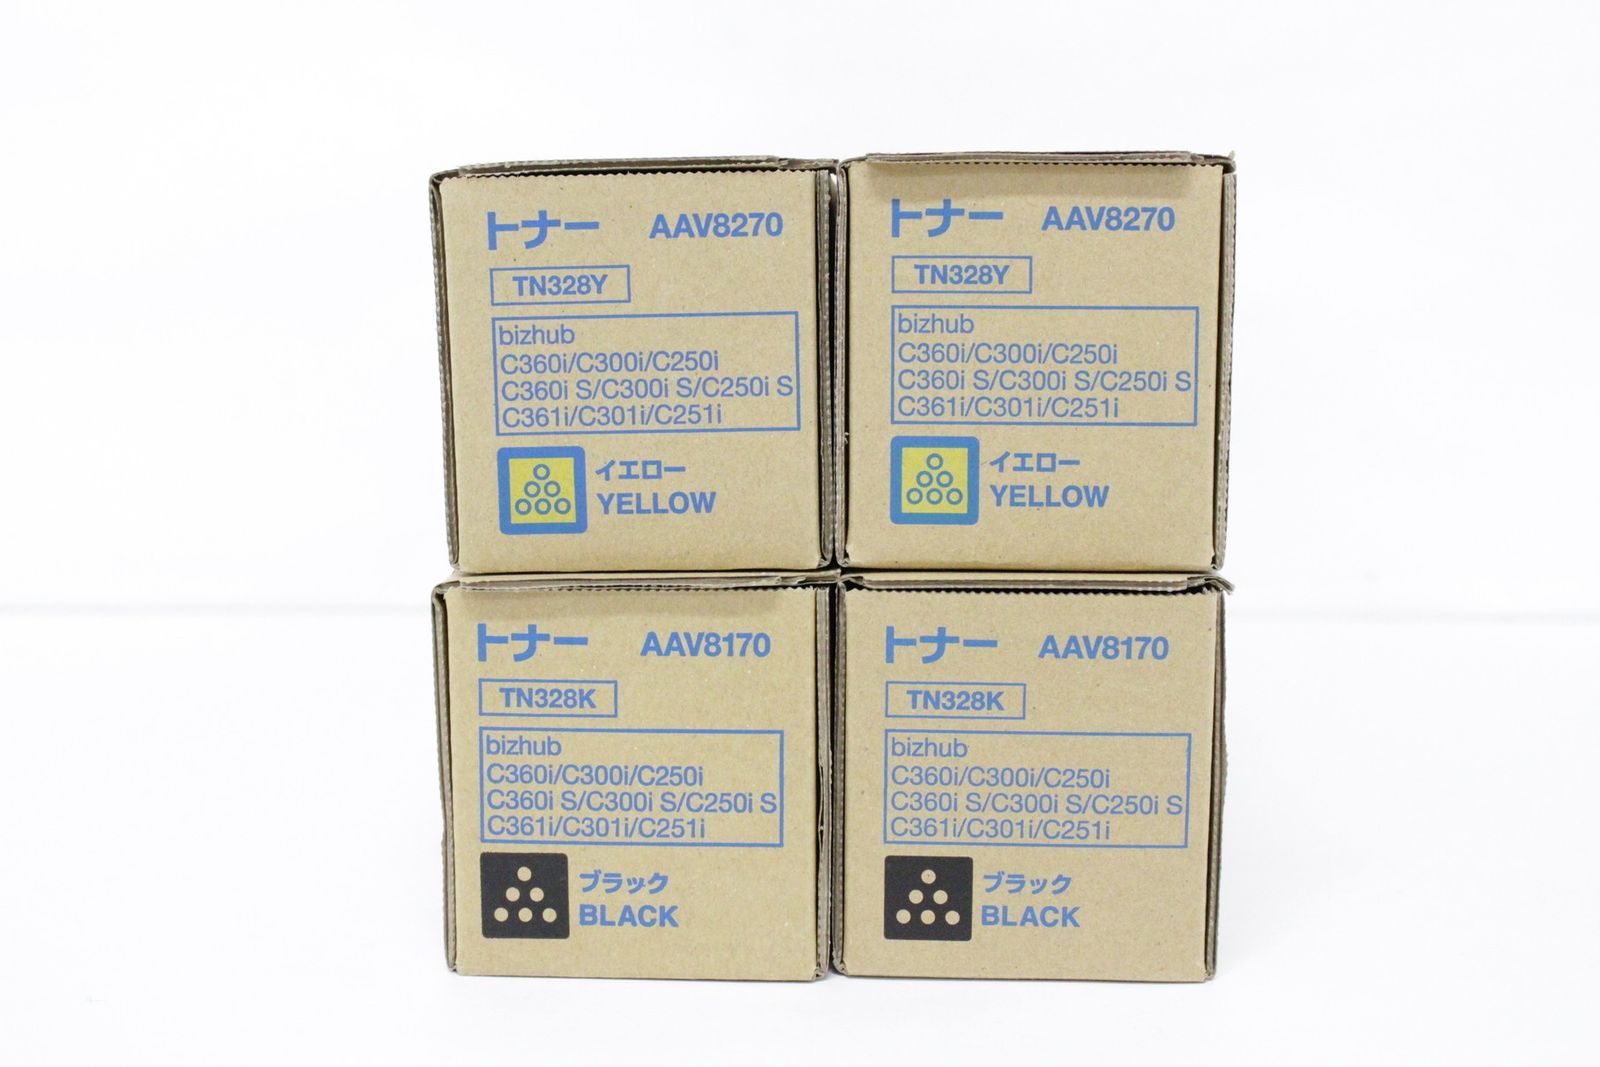 トナー AAV8270
TN328Y
bizhub
C360i/C300i/C250i
C360i S/C300i S/C250i S
C361i/C301i/C251i
イエロー
YELLOW
トナー AAV8270
TN328Y
bizhub
C360i/C300i/C250i
C360i S/C300i S/C250i S
C361i/C301i/C251i
イエロー
YELLOW
トナー AAV8170
TN328K
bizhub
C360i/C300i/C250i
C360i S/C300i S/C250i S
C361i/C301i/C251i
ブラック
BLACK
トナー AAV8170
TN328K
bizhub
C360i/C300i/C250i
C360i S/C300i S/C250i S
C361i/C301i/C251i
ブラック
BLACK